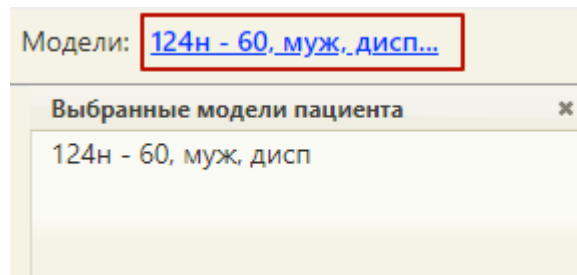 Модели: 124н - 60, муж, дисп...
Выбранные модели пациента
124н - 60, муж, дисп